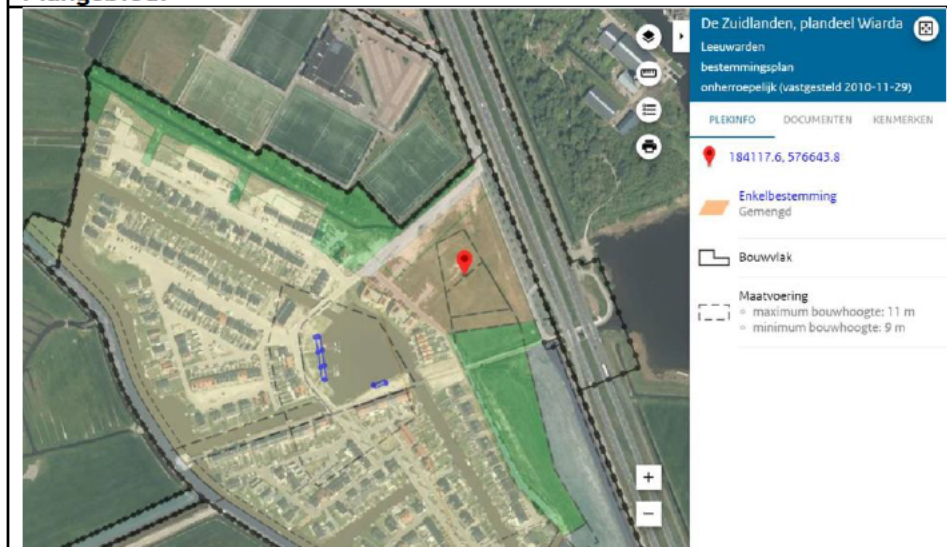 Plangebied:
De Zuidlanden, plandeel Wiarda
Leeuwarden
bestemmingsplan
onherroepelijk (vastgesteld 2010-11-29)
PLEKINFO DOCUMENTEN KENMERKEN
184117.6, 576643.8
Enkelbestemming
Gemengd
Bouwvlak
Maatvoering
maximum bouwhoogte: 11 m
minimum bouwhoogte: 9 m